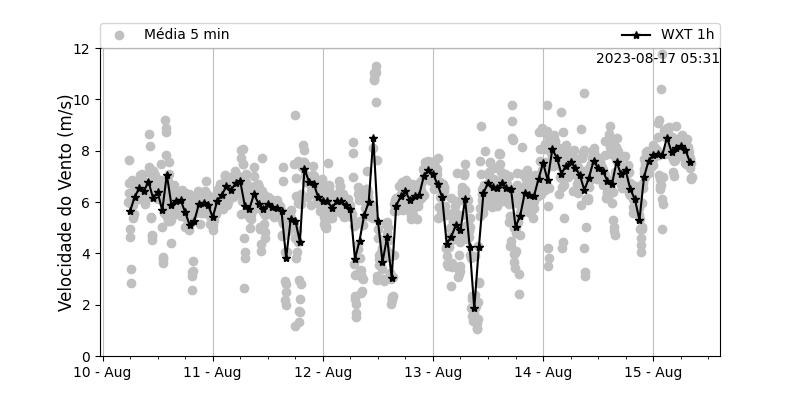 Média 5 min
WXT 1h
2023-08-17 05:31
Velocidade do Vento (m/s)
12
10
8
6
4
2
0
10 - Aug
11 - Aug
12 - Aug
13 - Aug
14 - Aug
15 - Aug